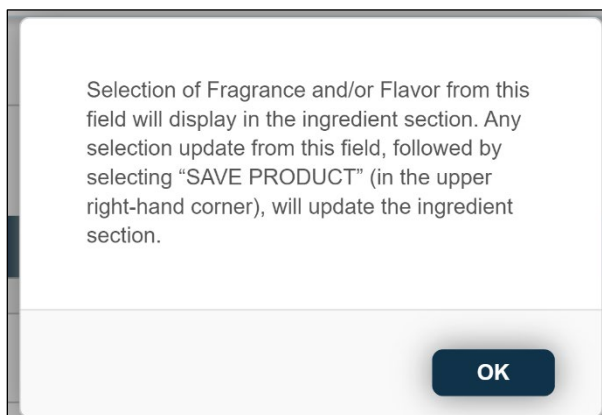 Selection of Fragrance and/or Flavor from this
field will display in the ingredient section. Any
selection update from this field, followed by
selecting “SAVE PRODUCT” (in the upper
right-hand corner), will update the ingredient
section.
OK